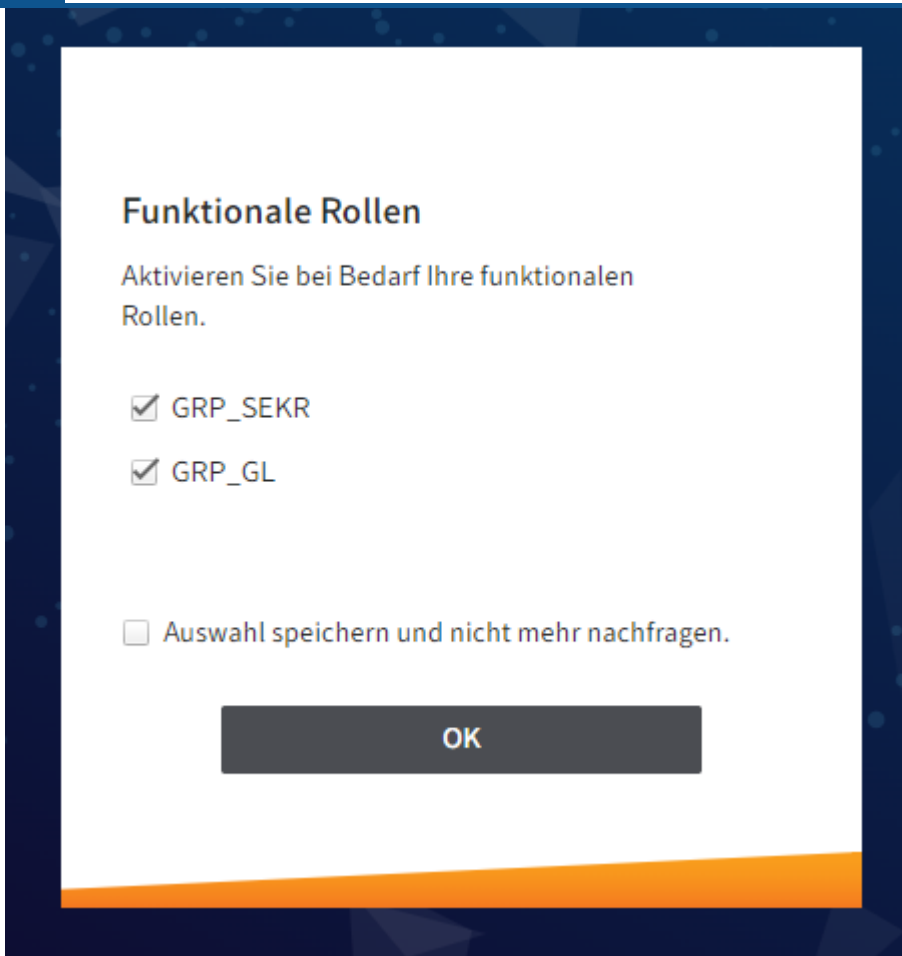 Funktionale Rollen
Aktivieren Sie bei Bedarf Ihre funktionalen
Rollen.
GRP_SEKR
GRP_GL
Auswahl speichern und nicht mehr nachfragen.
OK